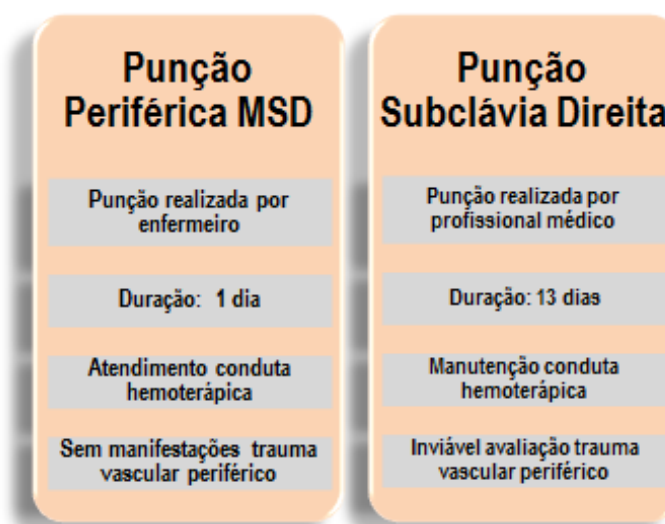 Punção
Periférica MSD
Punção realizada por
enfermeiro
Duração: 1 dia
Atendimento conduta
hemoterápica
Sem manifestações trauma
vascular periférico
Punção
Subclávia Direita
Punção realizada por
profissional médico
Duração: 13 dias
Manutenção conduta
hemoterápica
Inviável avaliação trauma
vascular periférico